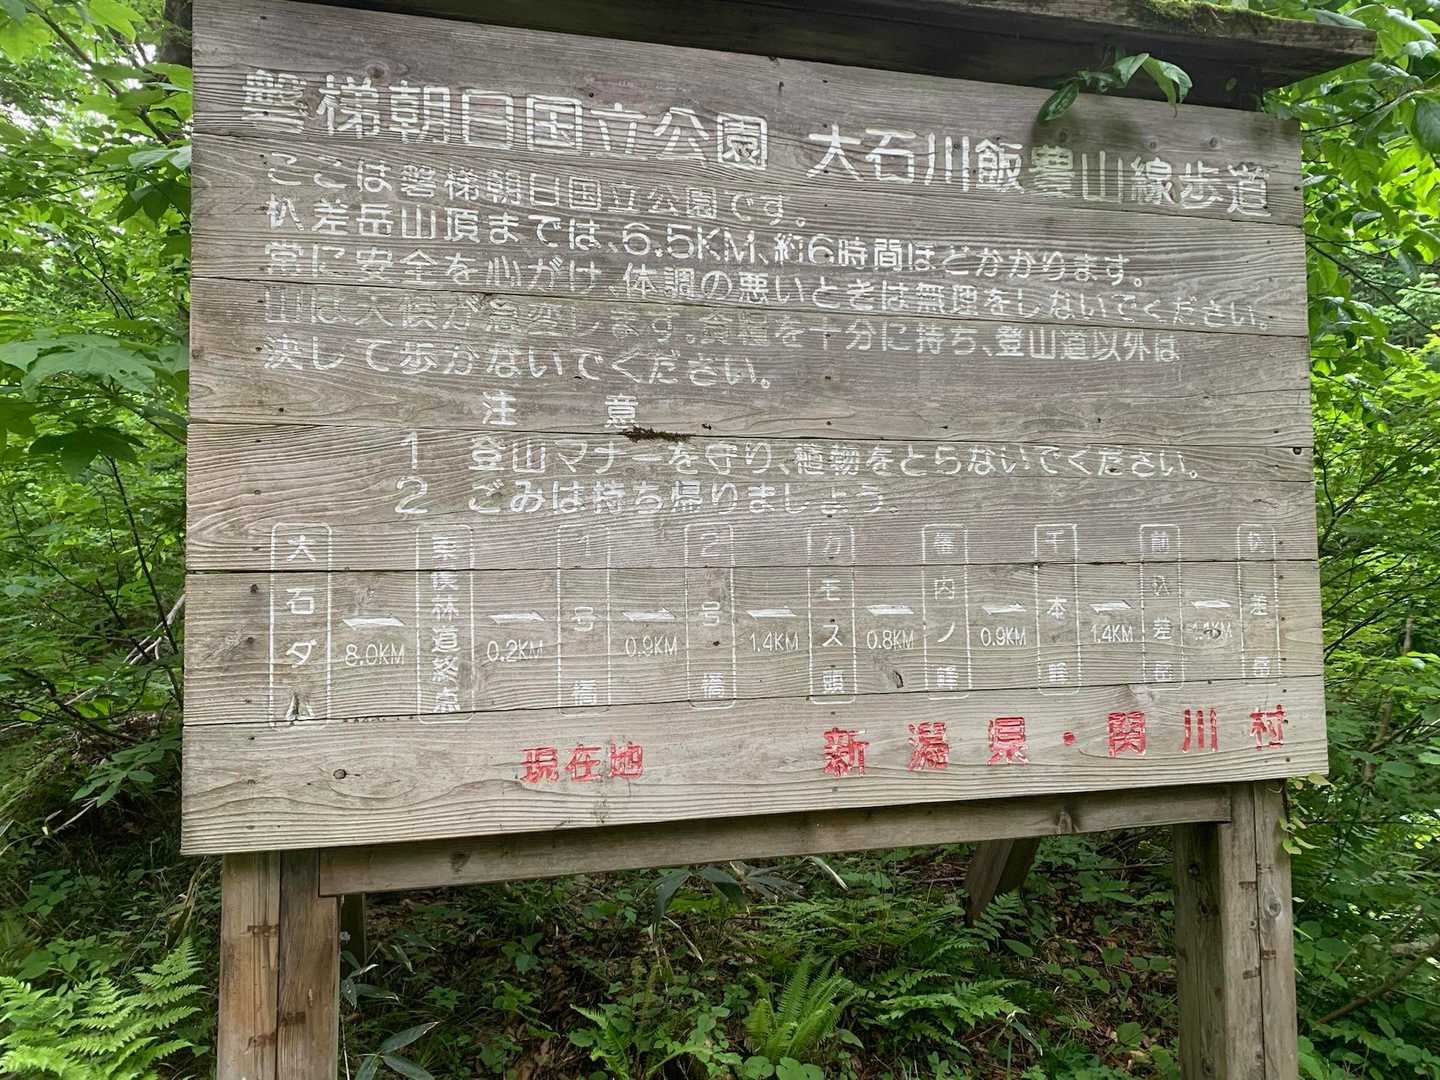 磐梯朝日国立公園 大石川飯豊山線歩道
ここは磐梯朝日国立公園です。
杁差岳山頂までは、6.5KM、約6時間ほどかかります。
常に安全を心がけ、体調の悪いときは無理をしないでください。
山は天候が急変します。食糧を十分に持ち、登山道以外は
決して歩かないでください。
注 意
1 登山マナーを守り、植物をとらないでください。
2 ごみは持ち帰りましょう。
大石ダム
8.0KM
東俣林道終点
0.2KM
1号橋
0.9KM
2号橋
1.4KM
カモス頭
0.8KM
権内ノ峰
0.9KM
千本峰
1.4KM
前杁差岳
杁差岳
現在地
新潟県・関川村